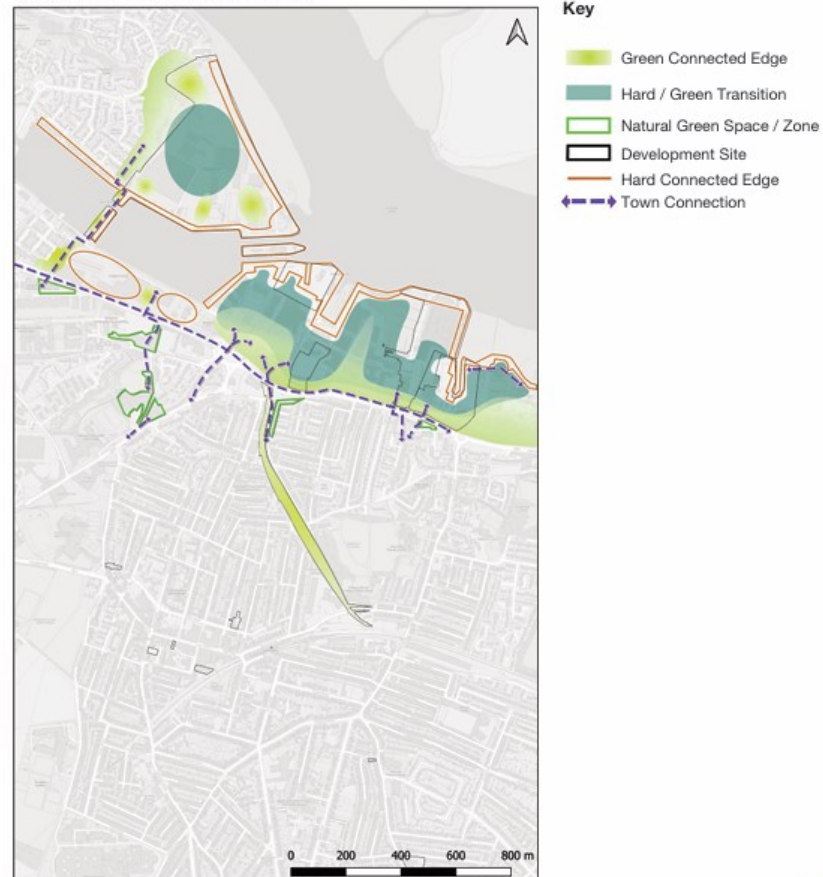 Key
Green Connected Edge
Hard / Green Transition
Natural Green Space / Zone
Development Site
Hard Connected Edge
Town Connection
0 200 400 600 800 m